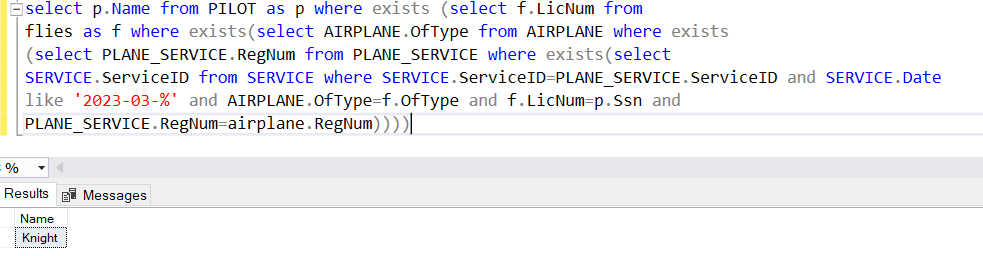 select p.Name from PILOT as p where exists (select f.LicNum from
flies as f where exists(select AIRPLANE.OfType from AIRPLANE where exists
(select PLANE_SERVICE.RegNum from PLANE_SERVICE where exists(select
SERVICE.ServiceID from SERVICE where SERVICE.ServiceID=PLANE_SERVICE.ServiceID and SERVICE.Date
like '2023-03-%' and AIRPLANE.OfType=f.OfType and f.LicNum=p.Ssn and
PLANE_SERVICE.RegNum=airplane.RegNum))))
%
Results Messages
Name
Knight